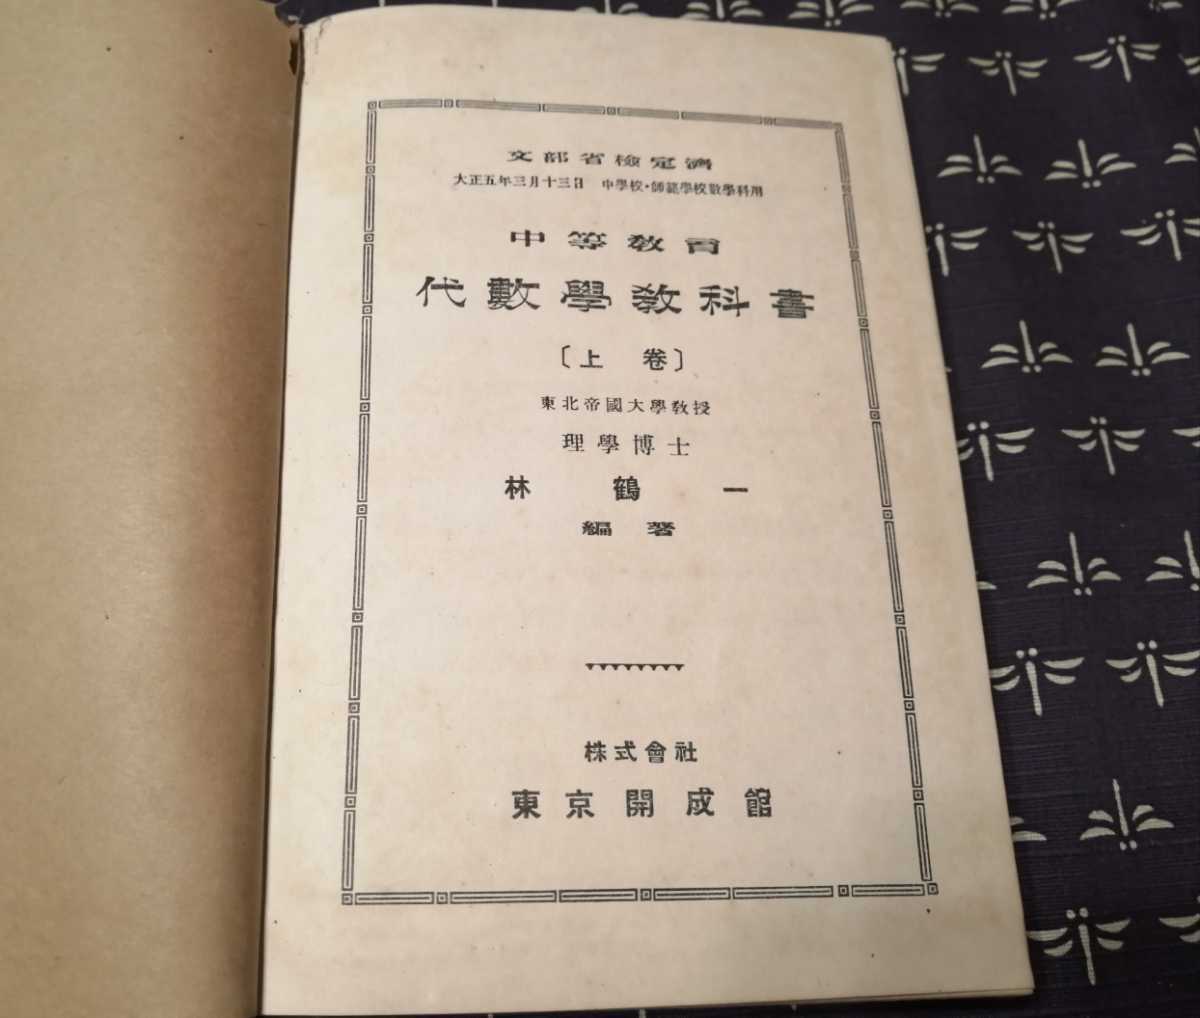 文部省檢定濟
大正五年三月十三日 中學校・師範學校數學科用
中等敎育
代數學敎科書
〔上卷〕
東北帝國大學敎授
理學博士
林鶴一
編著
株式會社
東京開成館